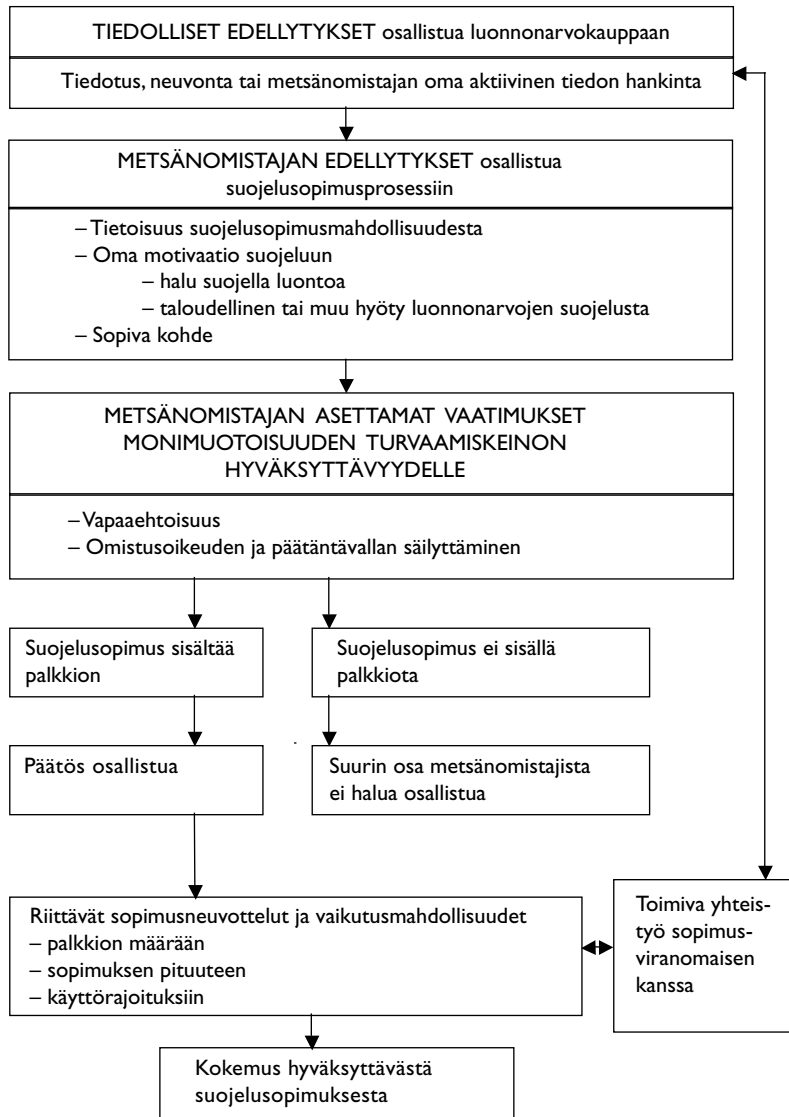 TIEDOLLISET EDELLYTYKSET osallistua luonnonarvokauppaan
Tiedotus, neuvonta tai metsänomistajan oma aktiivinen tiedon hankinta
METSÄNOMISTAJAN EDELLYTYKSET osallistua
suojelusopimusprosessiin
– Tietoisuus suojelusopimusmahdollisuudesta
– Oma motivaatio suojeluun
– halu suojella luontoa
– taloudellinen tai muu hyöty luonnonarvojen suojelusta
– Sopiva kohde
METSÄNOMISTAJAN ASETTAMAT VAATIMUKSET
MONIMUOTOISUUDEN TURVAAMISKEINON
HYVÄKSYTTÄVYYDELLE
– Vapaaehtoisuus
– Omistusoikeuden ja päätäntävallan säilyttäminen
Suojelusopimus sisältää
palkkion
Suojelusopimus ei sisällä
palkkiota
Päätös osallistua
Suurin osa metsänomistajista
ei halua osallistua
Riittävät sopimusneuvottelut ja vaikutusmahdollisuudet
– palkkion määrään
– sopimuksen pituuteen
– käyttörajoituksiin
Toimiva yhteis-
työ sopimus-
viranomaisen
kanssa
Kokemus hyväksyttävästä
suojelusopimuksesta